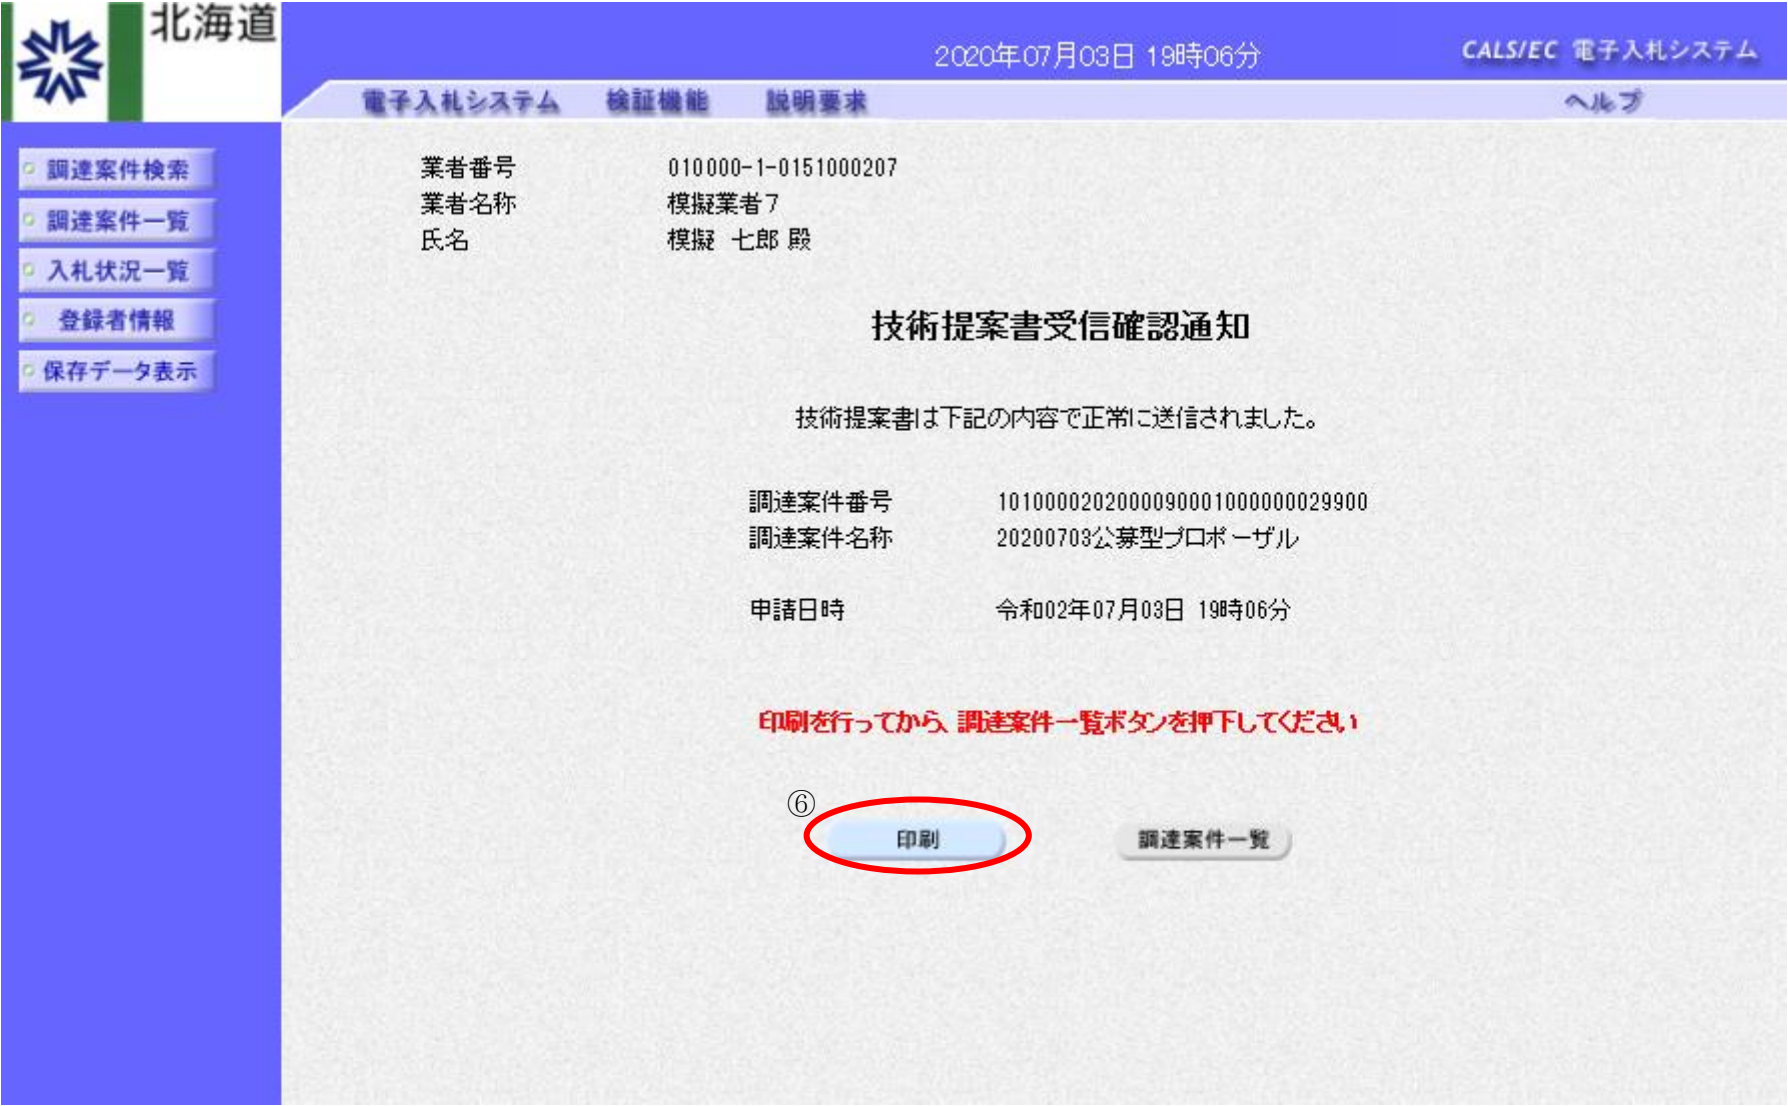 北海道
2020年07月03日 19時06分
CALS/EC 電子入札システム
電子入札システム 検証機能 説明要求 ヘルプ
調達案件検索
調達案件一覧
入札状況一覧
登録者情報
保存データ表示
業者番号 010000-1-0151000207
業者名称 模擬業者7
氏名 模擬 七郎 殿
技術提案書受信確認通知
技術提案書は下記の内容で正常に送信されました。
調達案件番号 1010000202000090001000000029900
調達案件名称 20200703公募型プロポーザル
申請日時 令和02年07月03日 19時06分
印刷を行ってから、調達案件一覧ボタンを押下してください
⑥
印刷 調達案件一覧